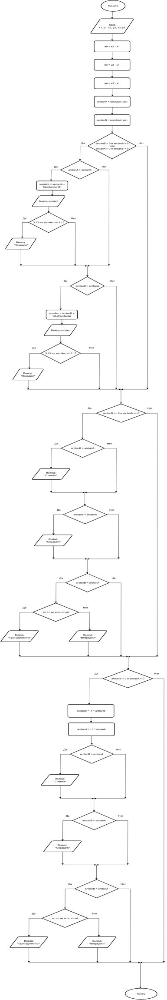 Начало
Ввод
x1, y1, x2, y2, x3, y3
ab = x2 - x1
bc = y2 - y1
ae = x3 - x1
arctanA = atan2(bc, ab)
arctanB = atan2(ed, ae)
arctanB < 0 и arctanA > 0
или
arctanA < 0 и arctanB > 0
Да
Нет
arctanA > arctanB
Да
Нет
sumArc = arctanA +
fabsf(arctanB)
Вывод sumArc
3.13 <= sumArc <= 3.15
Да
Нет
Вывод:
"Позади\n"
arctanB > arctanA
Да
Нет
sumArc = arctanB +
fabsf(arctanA)
Вывод sumArc
3.13 <= sumArc <= 3.15
Да
Нет
Вывод:
"Позади\n"
arctanB >= 0 и arctanA >= 0
Да
Нет
arctanB > arctanA
Да
Нет
Вывод:
"Слева\n"
arctanB < arctanA
Да
Нет
Вывод:
"Справа\n"
arctanB = arctanA
Да
Нет
ab >= ae и bc >= ed
Да
Нет
Вывод:
"Принадлежит\n"
Вывод:
"Впереди\n"
arctanB < 0 и arctanA < 0
Да
Нет
arctanB = -1 * arctanB
arctanA = -1 * arctanA
arctanB > arctanA
Да
Нет
Вывод:
"Слева\n"
arctanB < arctanA
Да
Нет
Вывод:
"Справа\n"
arctanB = arctanA
Да
Нет
ab >= ae и bc >= ed
Да
Нет
Вывод:
"Принадлежит\n"
Вывод:
"Впереди\n"
Конец